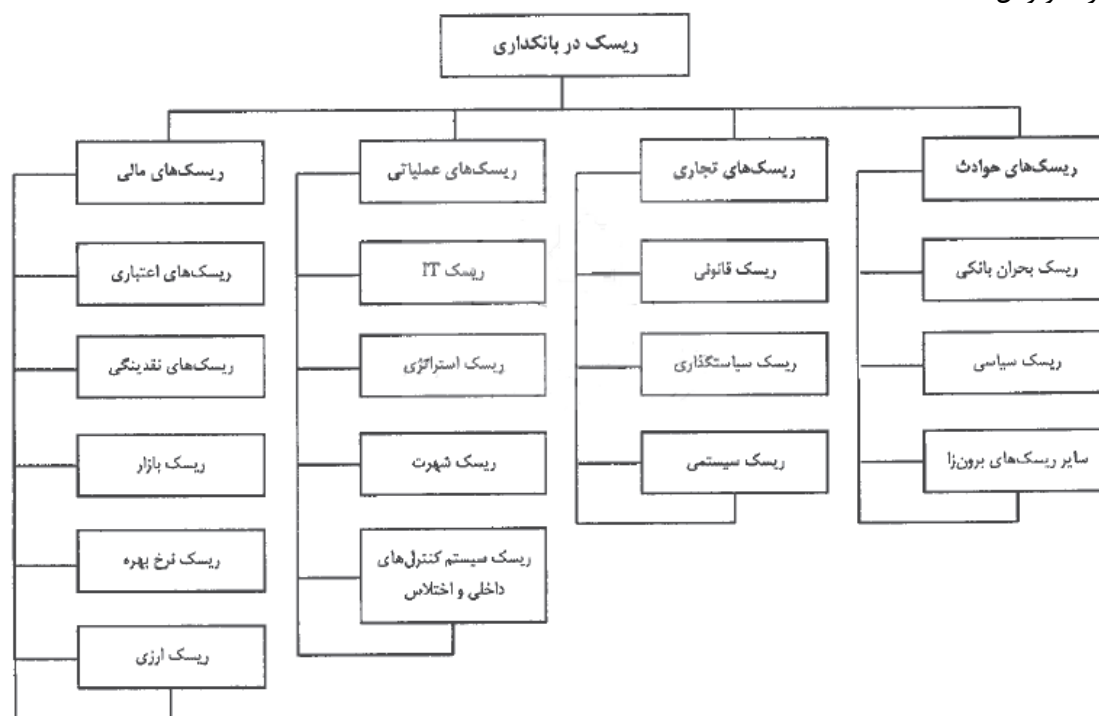 ریسک در بانکداری
ریسک‌های حوادث
ریسک‌های تجاری
ریسک‌های عملیاتی
ریسک‌های مالی
ریسک بحران بانکی
ریسک قانونی
ریسک IT
ریسک‌های اعتباری
ریسک سیاسی
ریسک سیاستگذاری
ریسک استراتژی
ریسک‌های نقدینگی
سایر ریسک‌های برون‌زا
ریسک سیستمی
ریسک شهرت
ریسک بازار
ریسک سیستم کنترل‌های
داخلی و اختلاس
ریسک نرخ بهره
ریسک ارزی